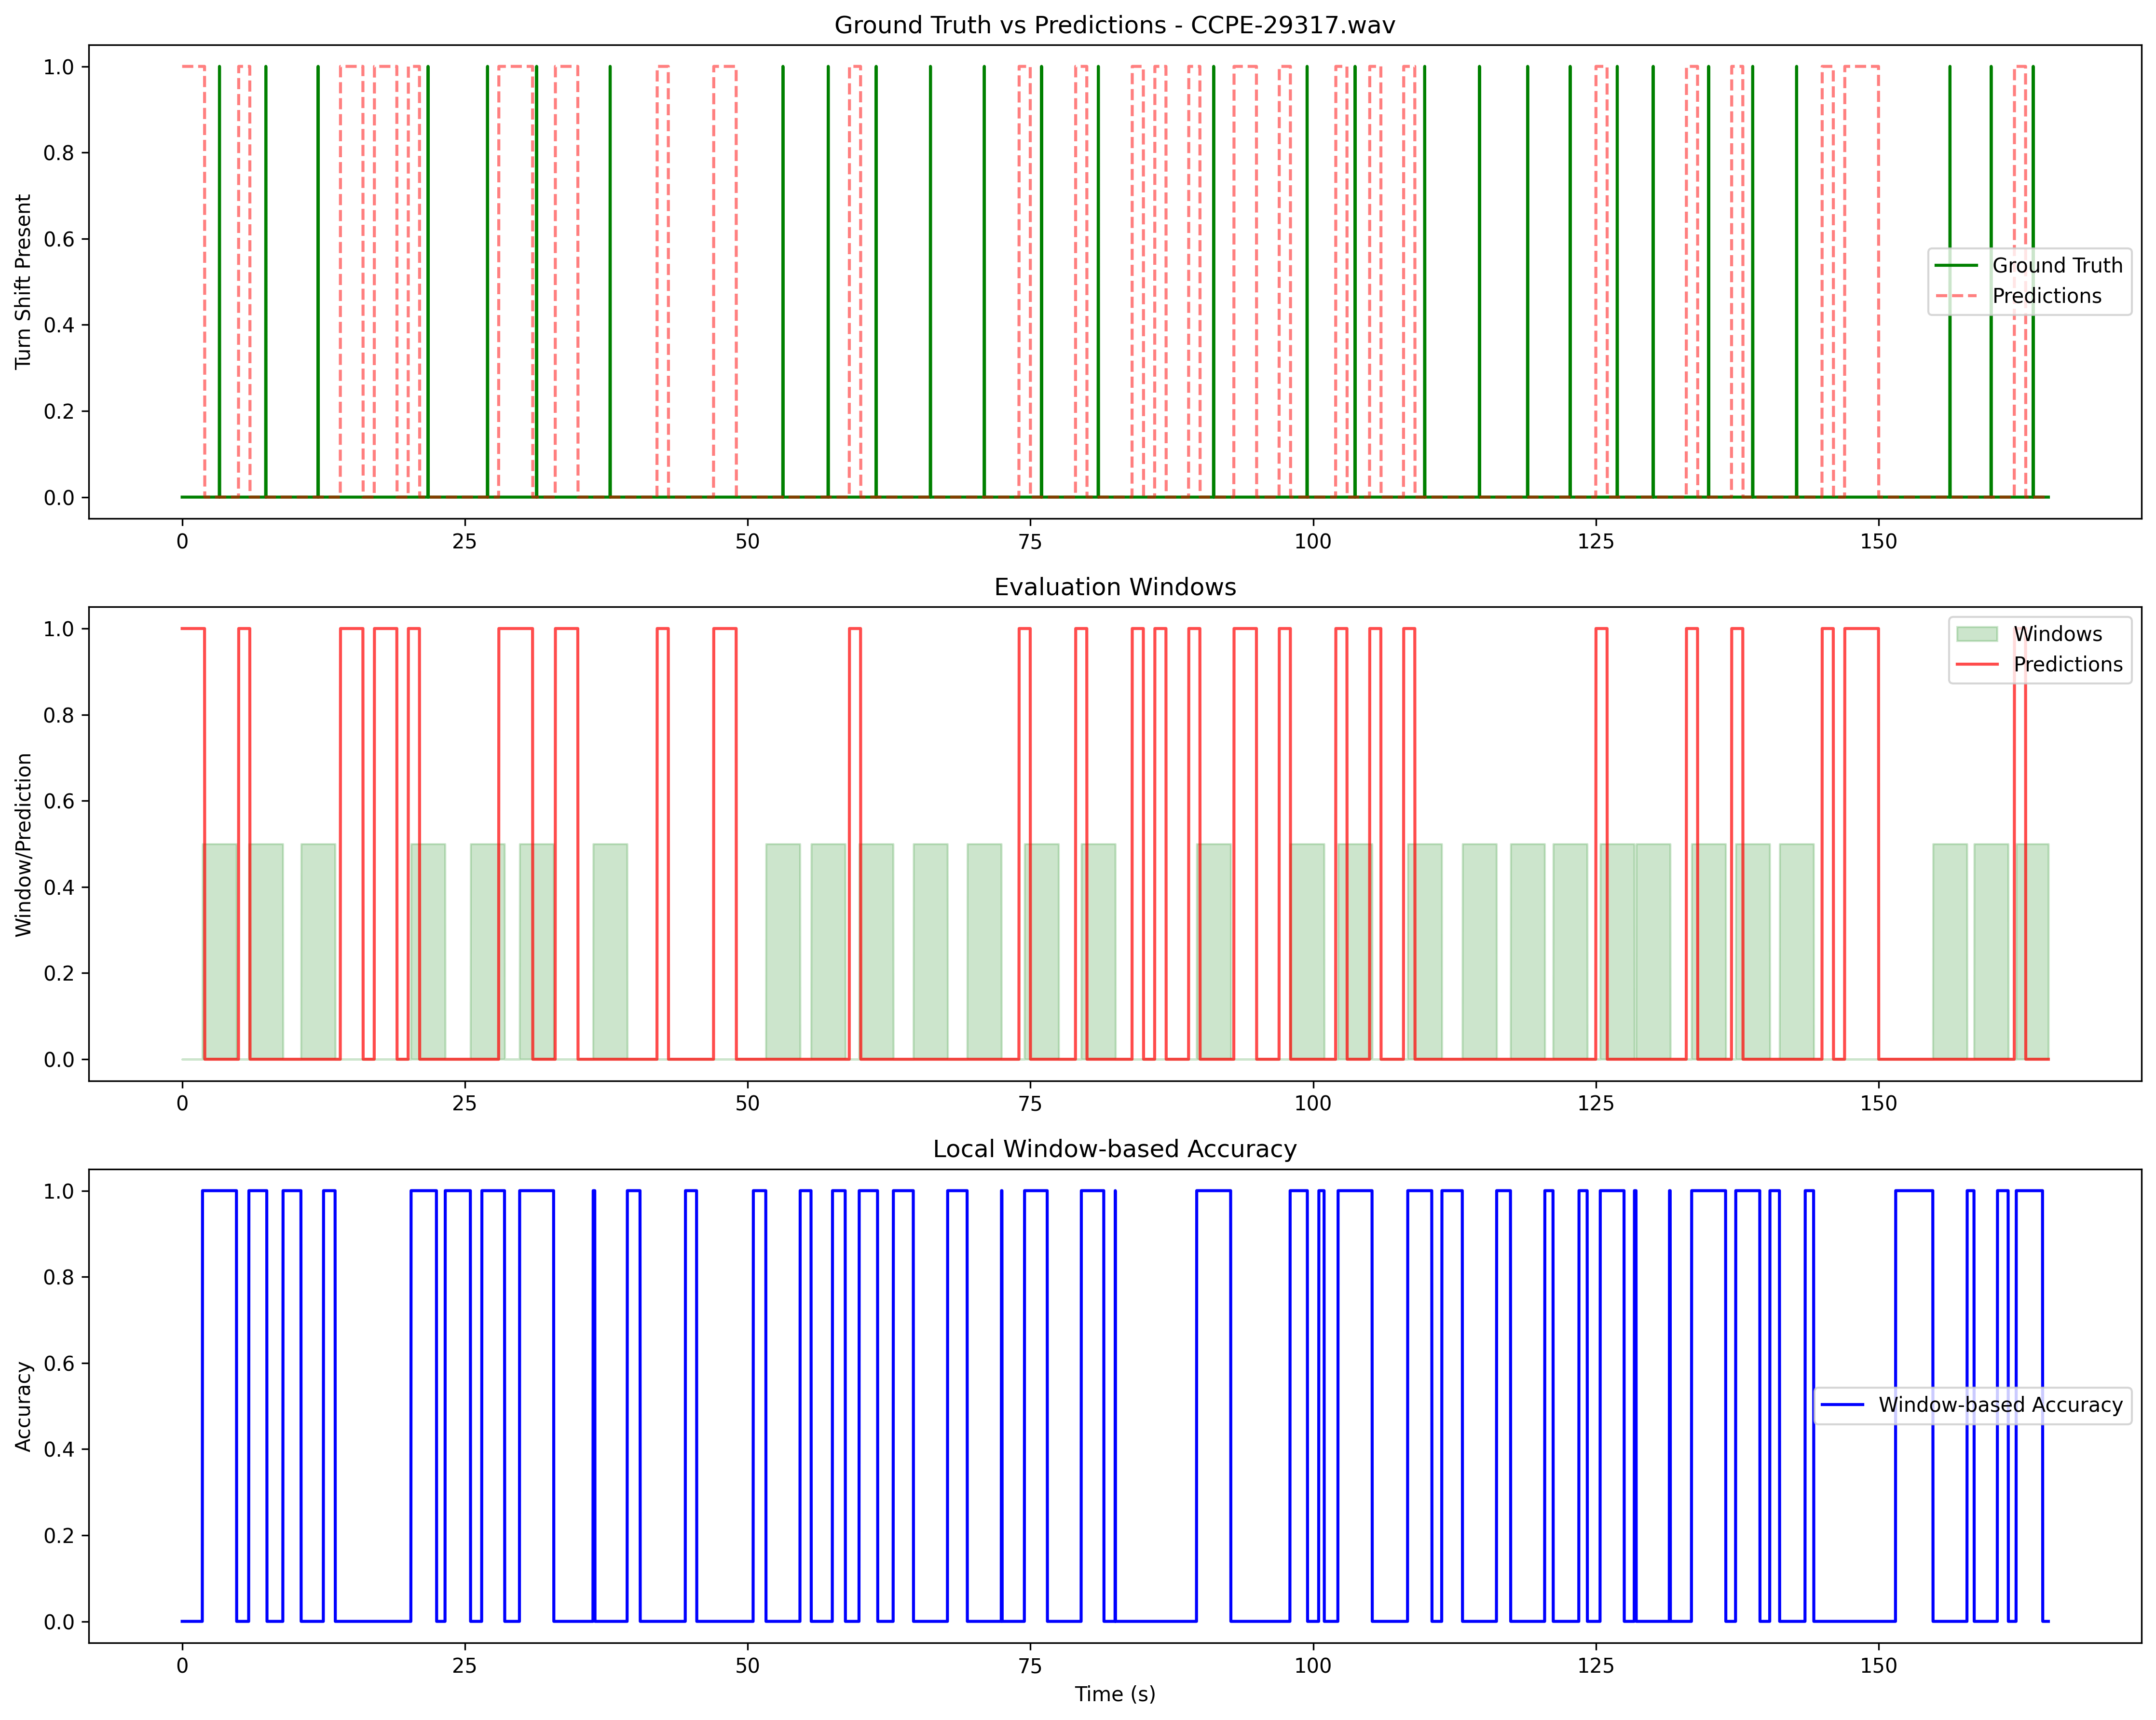 Ground Truth vs Predictions - CCPE-29317.wav
Turn Shift Present
1.0
0.8
0.6
0.4
0.2
0.0
Ground Truth
Predictions
0 25 50 75 100 125 150
Evaluation Windows
Window/Prediction
1.0
0.8
0.6
0.4
0.2
0.0
Windows
Predictions
0 25 50 75 100 125 150
Local Window-based Accuracy
Accuracy
1.0
0.8
0.6
0.4
0.2
0.0
Window-based Accuracy
0 25 50 75 100 125 150
Time (s)